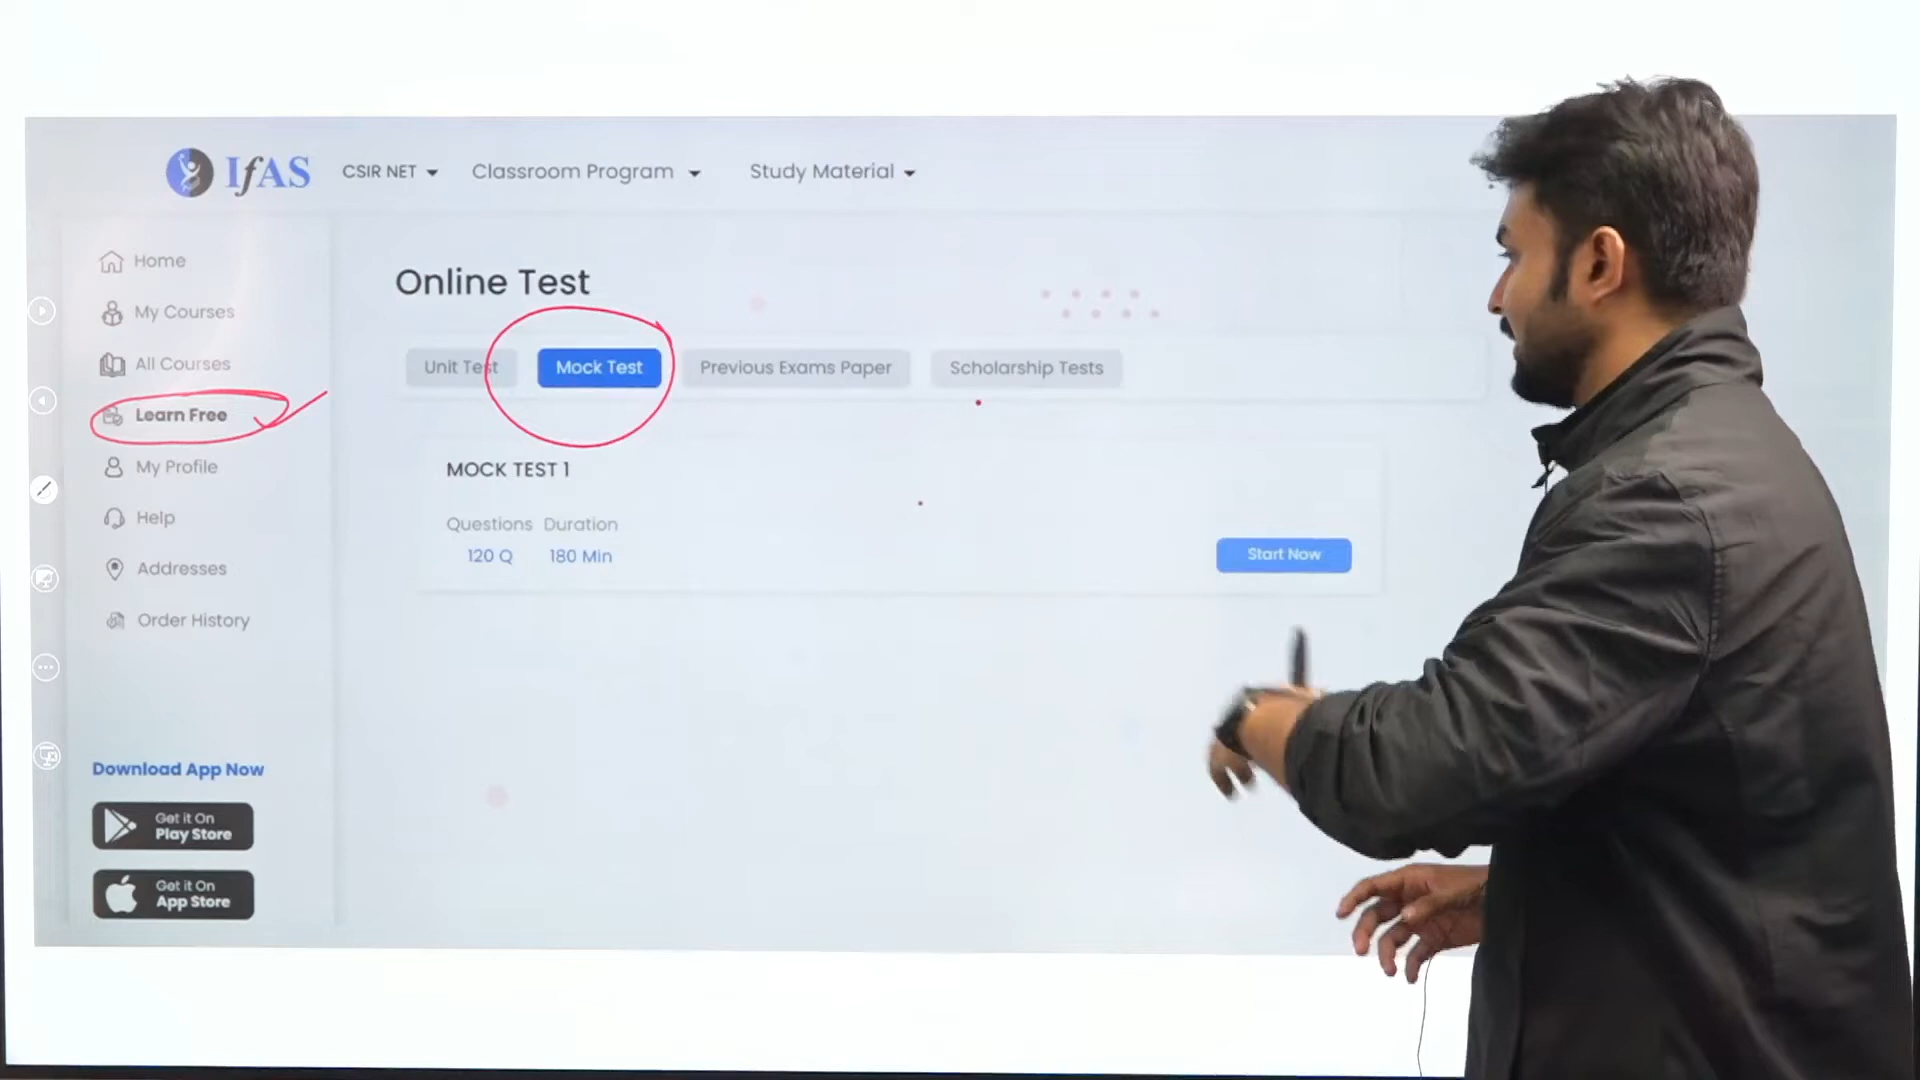 IfAS
CSIR NET
Classroom Program
Study Material
Home
My Courses
All Courses
Learn Free
My Profile
Help
Addresses
Order History
Download App Now
Get it On
Play Store
Get it On
App Store
Online Test
Unit Test
Mock Test
Previous Exams Paper
Scholarship Tests
MOCK TEST 1
Questions Duration
120 Q 180 Min
Start Now